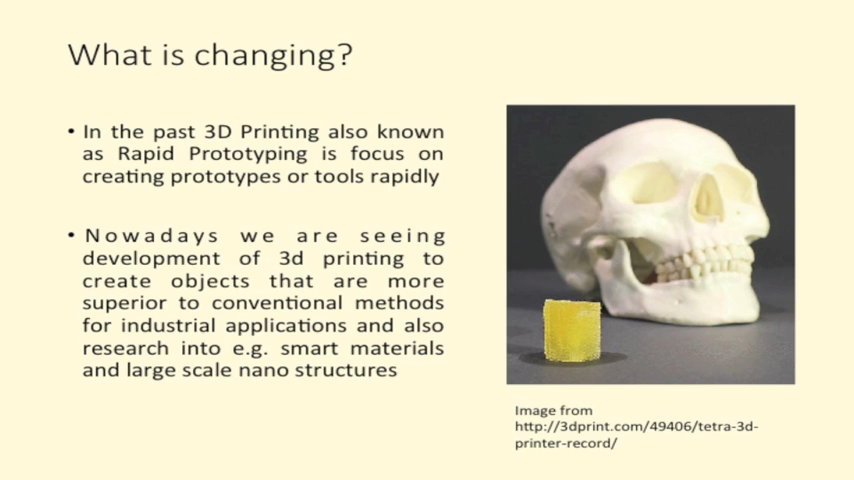 What is changing?
• In the past 3D Printing also known
as Rapid Prototyping is focus on
creating prototypes or tools rapidly
• Nowadays we are seeing
development of 3d printing to
create objects that are more
superior to conventional methods
for industrial applications and also
research into e.g. smart materials
and large scale nano structures
Image from
http://3dprint.com/49406/tetra-3d-
printer-record/